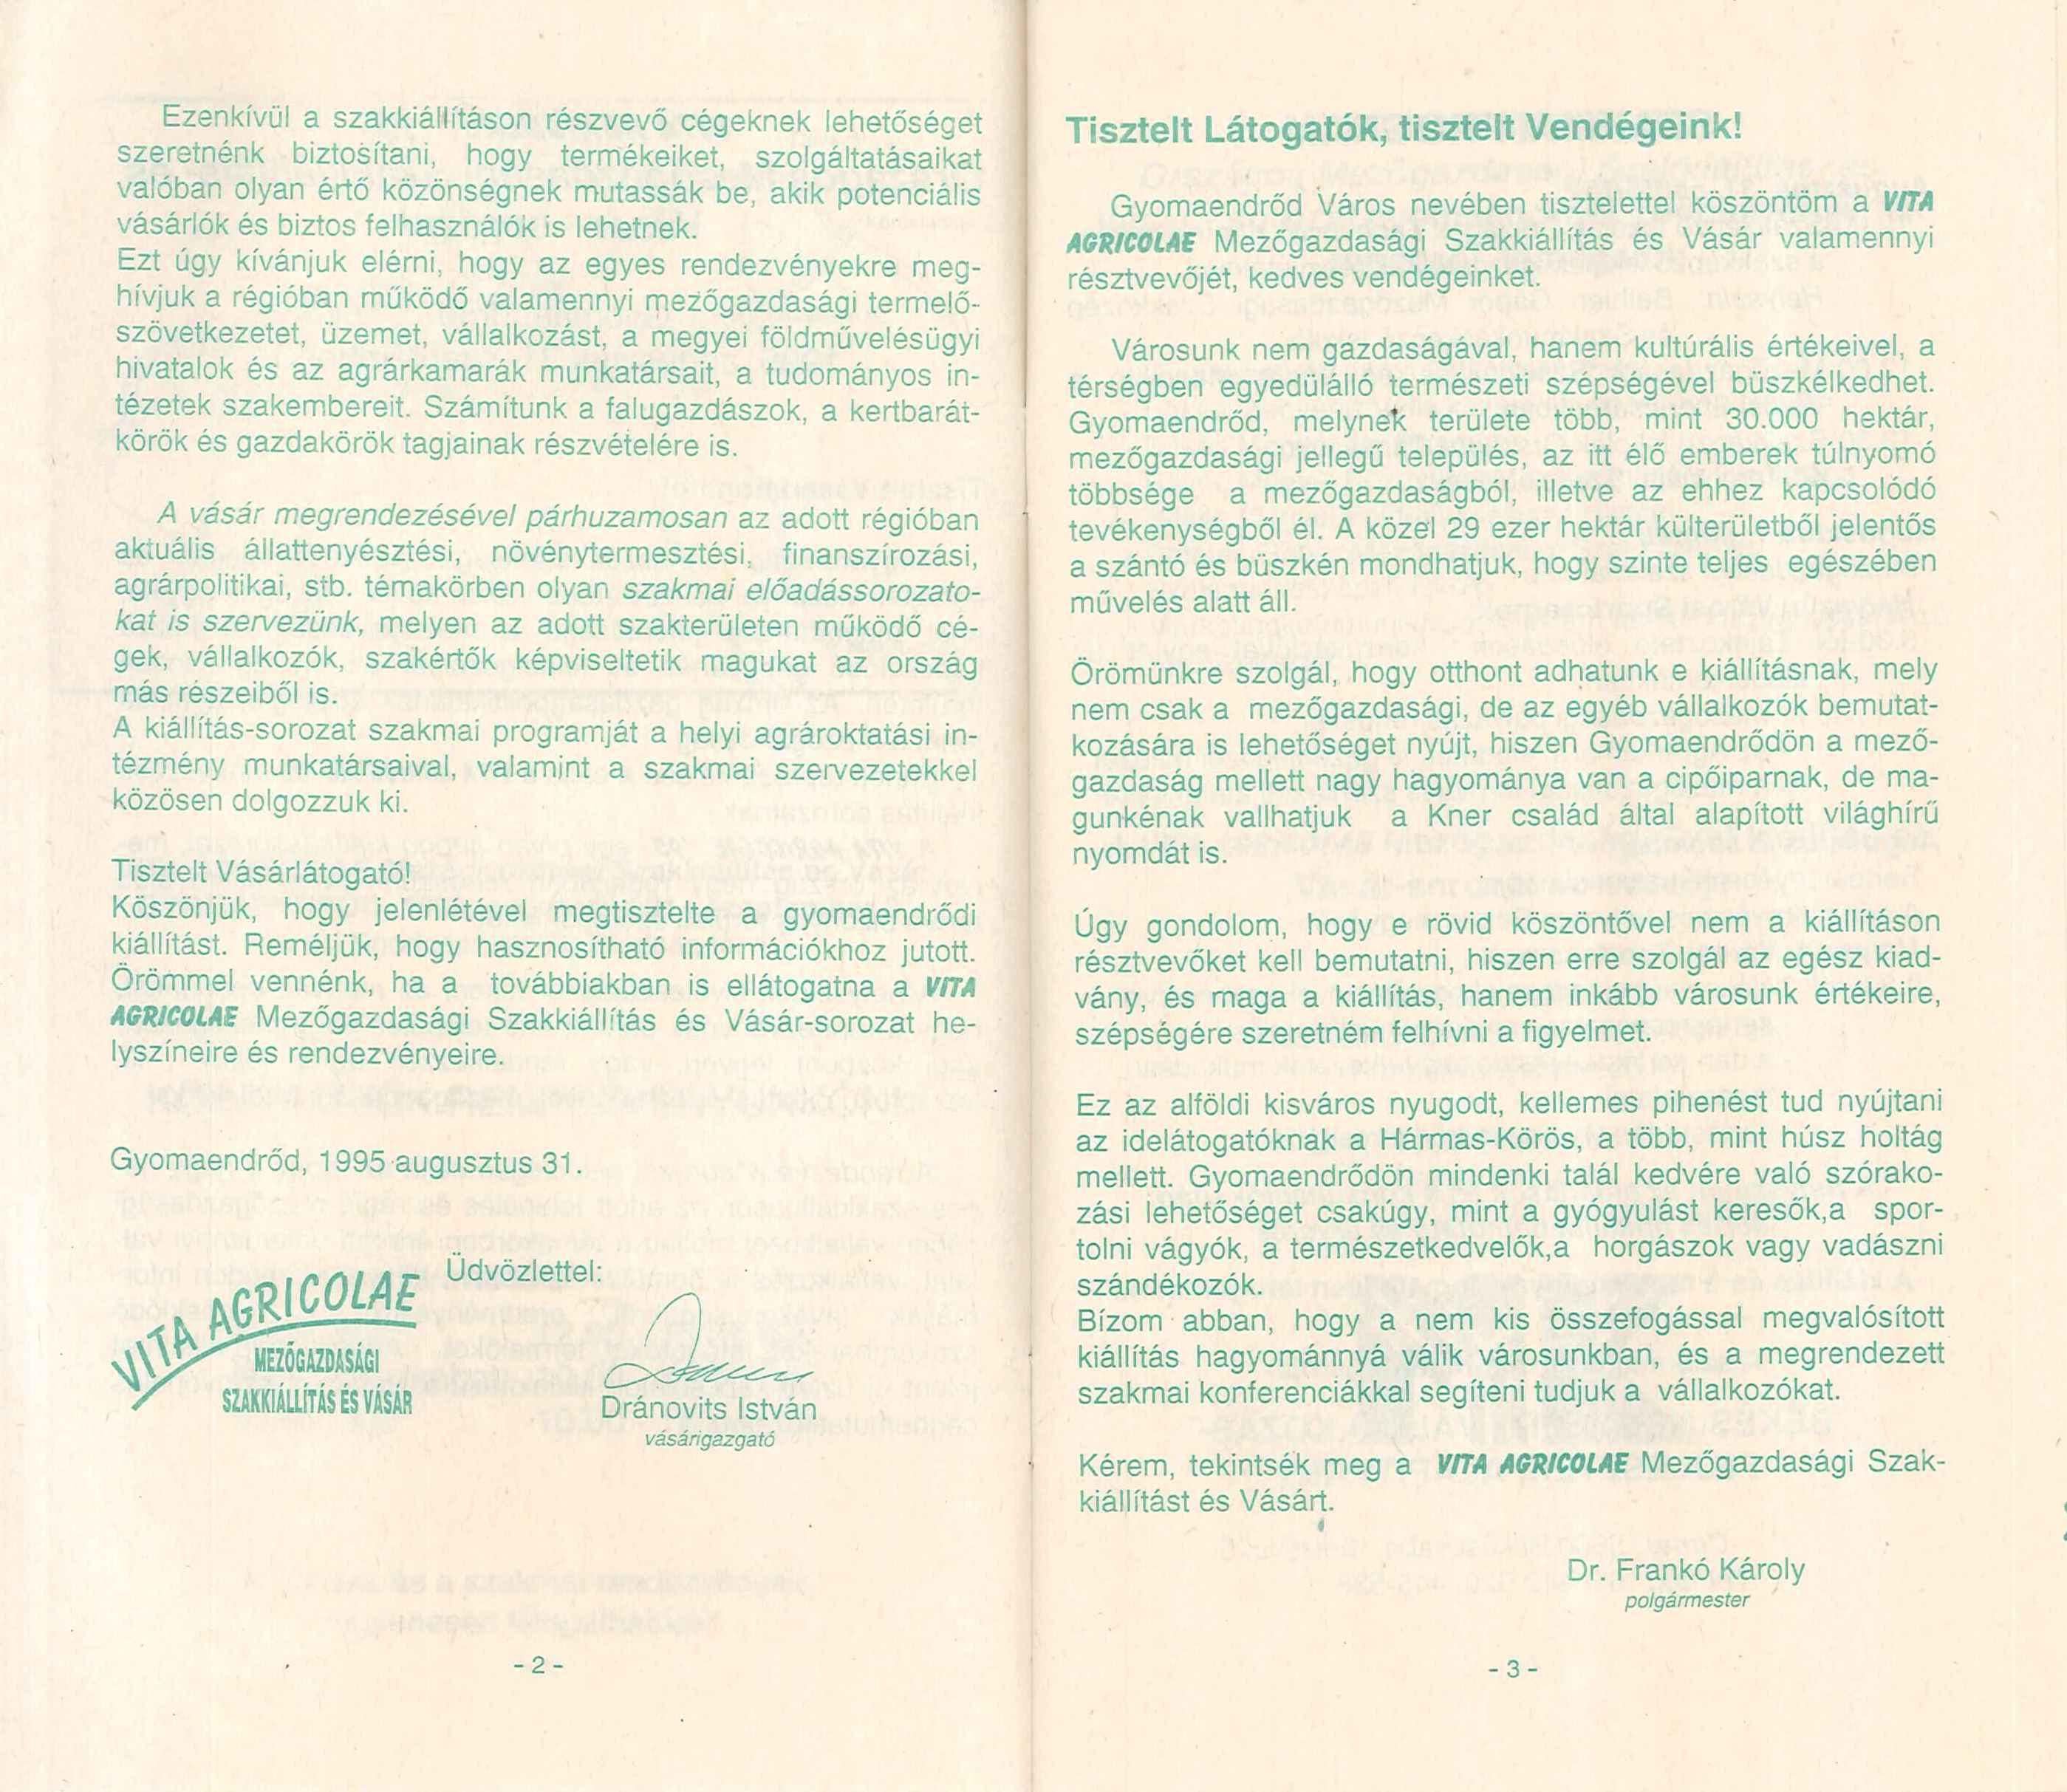 Ezenkívül a szakkiállításon részvevő cégeknek lehetőséget
szeretnénk biztosítani, hogy termékeiket, szolgáltatásaikat
valóban olyan értő közönségnek mutassák be, akik potenciális
vásárlók és biztos felhasználók is lehetnek.
Ezt úgy kívánjuk elérni, hogy az egyes rendezvényekre meg-
hívjuk a régióban működő valamennyi mezőgazdasági termelő-
szövetkezetet, üzemet, vállalkozást, a megyei földművelésügyi
hivatalok és az agrárkamarák munkatársait, a tudományos in-
tézetek szakembereit. Számítunk a falugazdászok, a kertbarát-
körök és gazdakörök tagjainak részvételére is.
A vásár megrendezésével párhuzamosan az adott régióban
aktuális állattenyésztési, növénytermesztési, finanszírozási,
agrárpolitikai, stb. témakörben olyan szakmai előadássorozato-
kat is szervezünk, melyen az adott szakterületen működő cé-
gek, vállalkozók, szakértők képviseltetik magukat az ország
más részeiből is.
A kiállítás-sorozat szakmai programját a helyi agrároktatási in-
tézmény munkatársaival, valamint a szakmai szervezetekkel
közösen dolgozzuk ki.
Tisztelt Vásárlátogató!
Köszönjük, hogy jelenlétével megtisztelte a gyomaendrődi
kiállítást. Reméljük, hogy hasznosítható információkhoz jutott.
Örömmel vennénk, ha a továbbiakban is ellátogatna a VITA
AGRICOLAE Mezőgazdasági Szakkiállítás és Vásár-sorozat he-
lyszíneire és rendezvényeire.
Gyomaendrőd, 1995 augusztus 31.
Üdvözlettel:
VITA AGRICOLAE
MEZŐGAZDASÁGI
SZAKKIÁLLÍTÁS ÉS VÁSÁR
Dránovits István
vásárigazgató
- 2 -
Tisztelt Látogatók, tisztelt Vendégeink!
Gyomaendrőd Város nevében tisztelettel köszöntöm a VITA
AGRICOLAE Mezőgazdasági Szakkiállítás és Vásár valamennyi
résztvevőjét, kedves vendégeinket.
Városunk nem gazdaságával, hanem kultúrális értékeivel, a
térségben egyedülálló természeti szépségével büszkélkedhet.
Gyomaendrőd, melynek területe több, mint 30.000 hektár,
mezőgazdasági jellegű település, az itt élő emberek túlnyomó
többsége a mezőgazdaságból, illetve az ehhez kapcsolódó
tevékenységből él. A közel 29 ezer hektár külterületből jelentős
a szántó és büszkén mondhatjuk, hogy szinte teljes egészében
művelés alatt áll.
Örömünkre szolgál, hogy otthont adhatunk e kiállításnak, mely
nem csak a mezőgazdasági, de az egyéb vállalkozók bemutat-
kozására is lehetőséget nyújt, hiszen Gyomaendrődön a mező-
gazdaság mellett nagy hagyománya van a cipőiparnak, de ma-
gunkénak vallhatjuk a Kner család által alapított világhírű
nyomdát is.
Úgy gondolom, hogy e rövid köszöntővel nem a kiállításon
résztvevőket kell bemutatni, hiszen erre szolgál az egész kiad-
vány, és maga a kiállítás, hanem inkább városunk értékeire,
szépségére szeretném felhívni a figyelmet.
Ez az alföldi kisváros nyugodt, kellemes pihenést tud nyújtani
az idelátogatóknak a Hármas-Körös, a több, mint húsz holtág
mellett. Gyomaendrődön mindenki talál kedvére való szórako-
zási lehetőséget csakúgy, mint a gyógyulást keresők,a spor-
tolni vágyók, a természetkedvelők,a horgászok vagy vadászni
szándékozók.
Bízom abban, hogy a nem kis összefogással megvalósított
kiállítás hagyománnyá válik városunkban, és a megrendezett
szakmai konferenciákkal segíteni tudjuk a vállalkozókat.
Kérem, tekintsék meg a VITA AGRICOLAE Mezőgazdasági Szak-
kiállítást és Vásárt.
Dr. Frankó Károly
polgármester
- 3 -